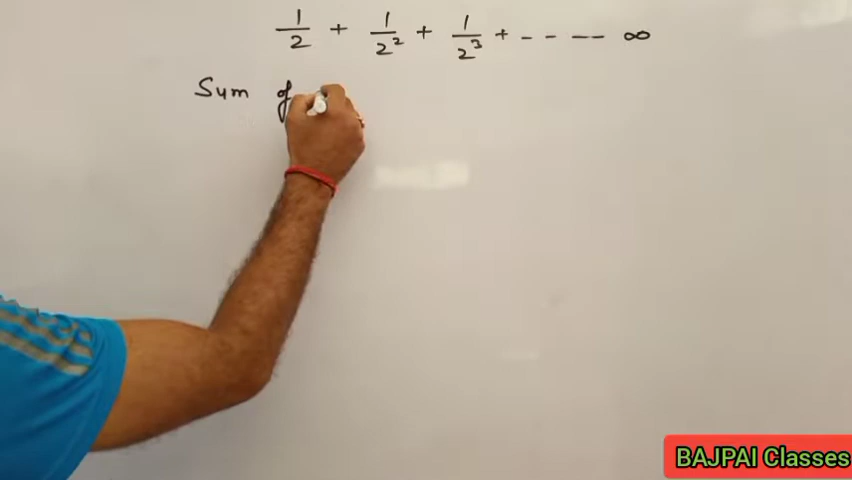 1/2 + 1/2² + 1/2³ + - - - - ∞
Sum of
BAJPAI Classes